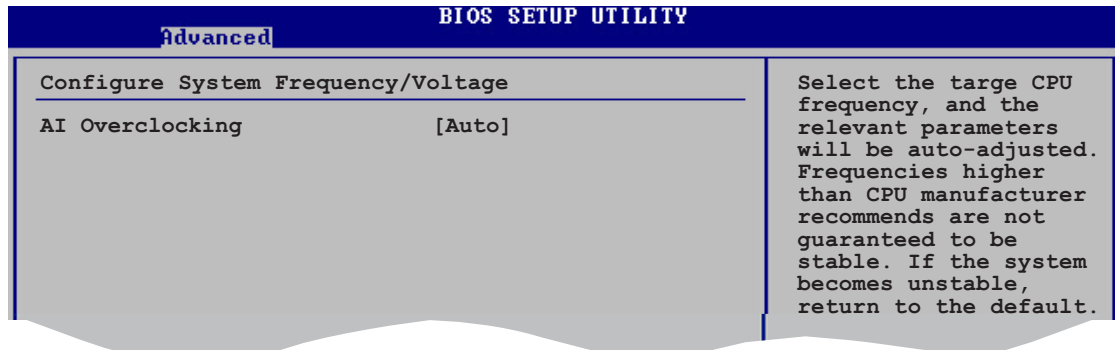 BIOS SETUP UTILITY
Advanced
Configure System Frequency/Voltage
AI Overclocking [Auto]
Select the targe CPU
frequency, and the
relevant parameters
will be auto-adjusted.
Frequencies higher
than CPU manufacturer
recommends are not
guaranteed to be
stable. If the system
becomes unstable,
return to the default.